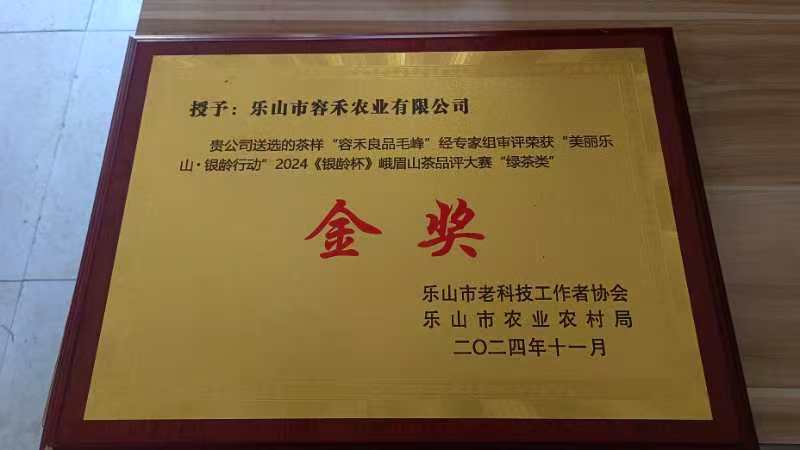 授予：乐山市容禾农业有限公司
贵公司送选的茶样“容禾良品毛峰”经专家组审评荣获“美丽乐
山·银龄行动”2024《银龄杯》峨眉山茶品评大赛“绿茶类”
金奖
乐山市老科技工作者协会
乐山市农业农村局
二〇二四年十一月